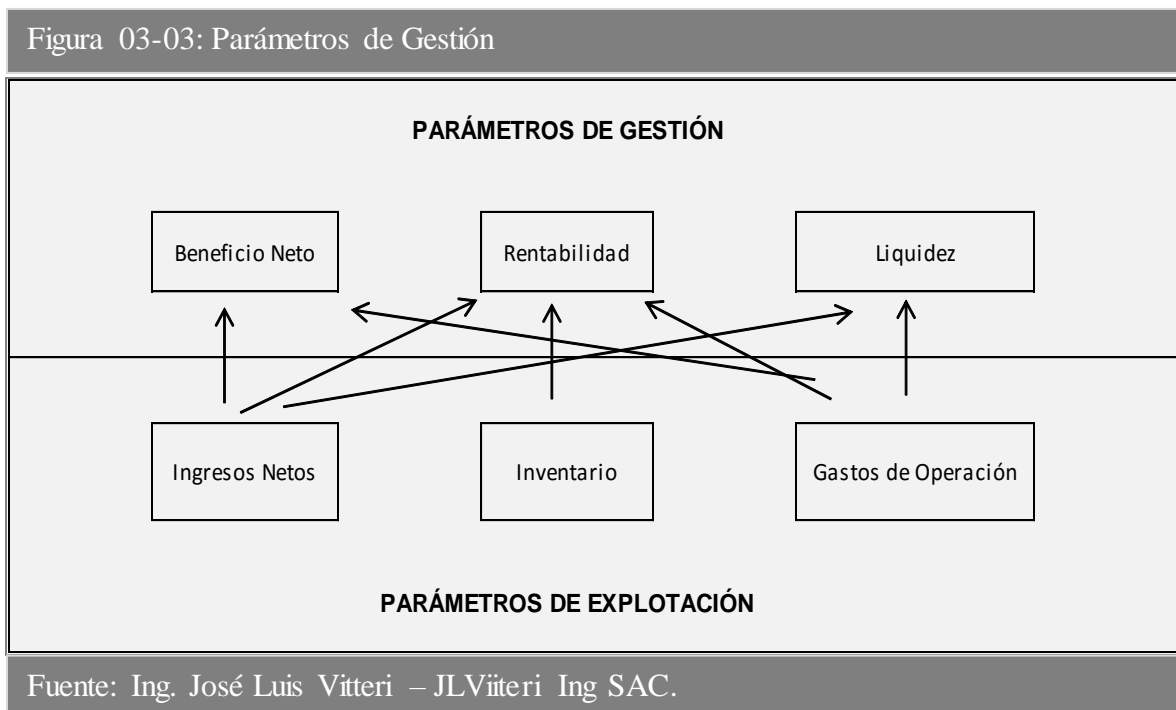 Figura 03-03: Parámetros de Gestión
PARÁMETROS DE GESTIÓN
Beneficio Neto
Rentabilidad
Liquidez
Ingresos Netos
Inventario
Gastos de Operación
PARÁMETROS DE EXPLOTACIÓN
Fuente: Ing. José Luis Vitteri – JLViiteri Ing SAC.